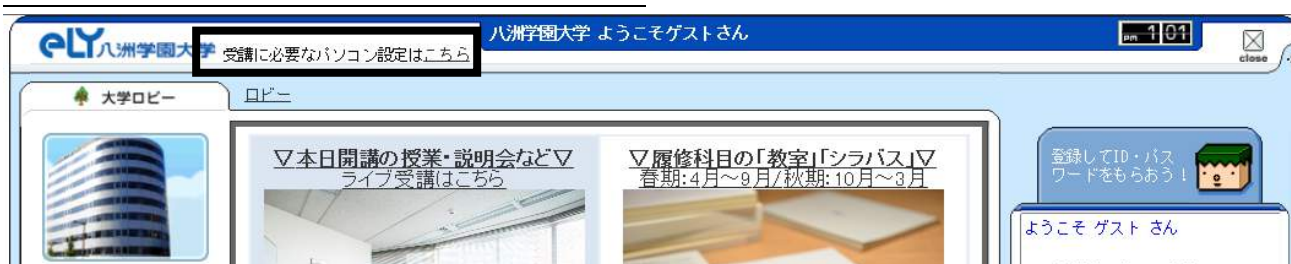 eLY八洲学園大学 受講に必要なパソコン設定はこちら
八洲学園大学 ようこそゲストさん
pm 1 01
close
大学ロビー
ロビー
▽本日開講の授業・説明会など▽
ライブ受講はこちら
▽履修科目の「教室」「シラバス」▽
春期:4月～9月/秋期:10月～3月
登録してID・パス
ワードをもらおう!
ようこそ ゲスト さん